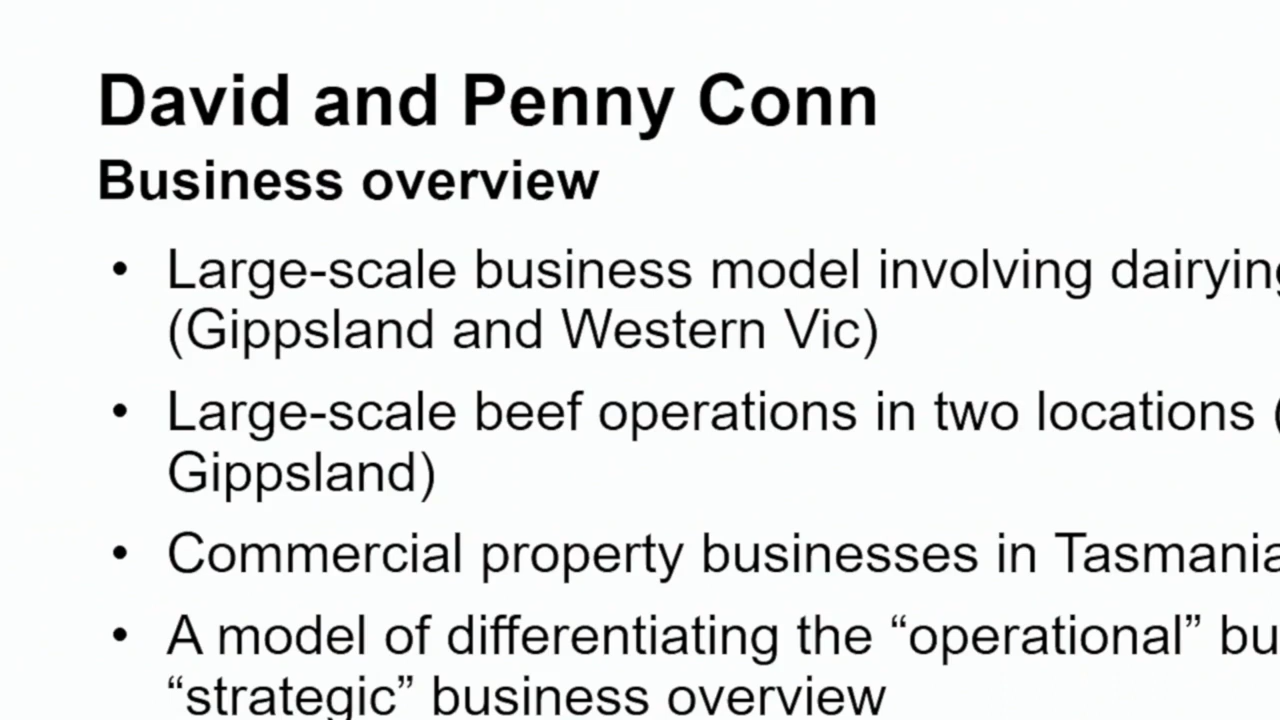 David and Penny Conn
Business overview
• Large-scale business model involving dairying
(Gippsland and Western Vic)
• Large-scale beef operations in two locations (
Gippsland)
• Commercial property businesses in Tasmania
• A model of differentiating the “operational” bu
“strategic” business overview